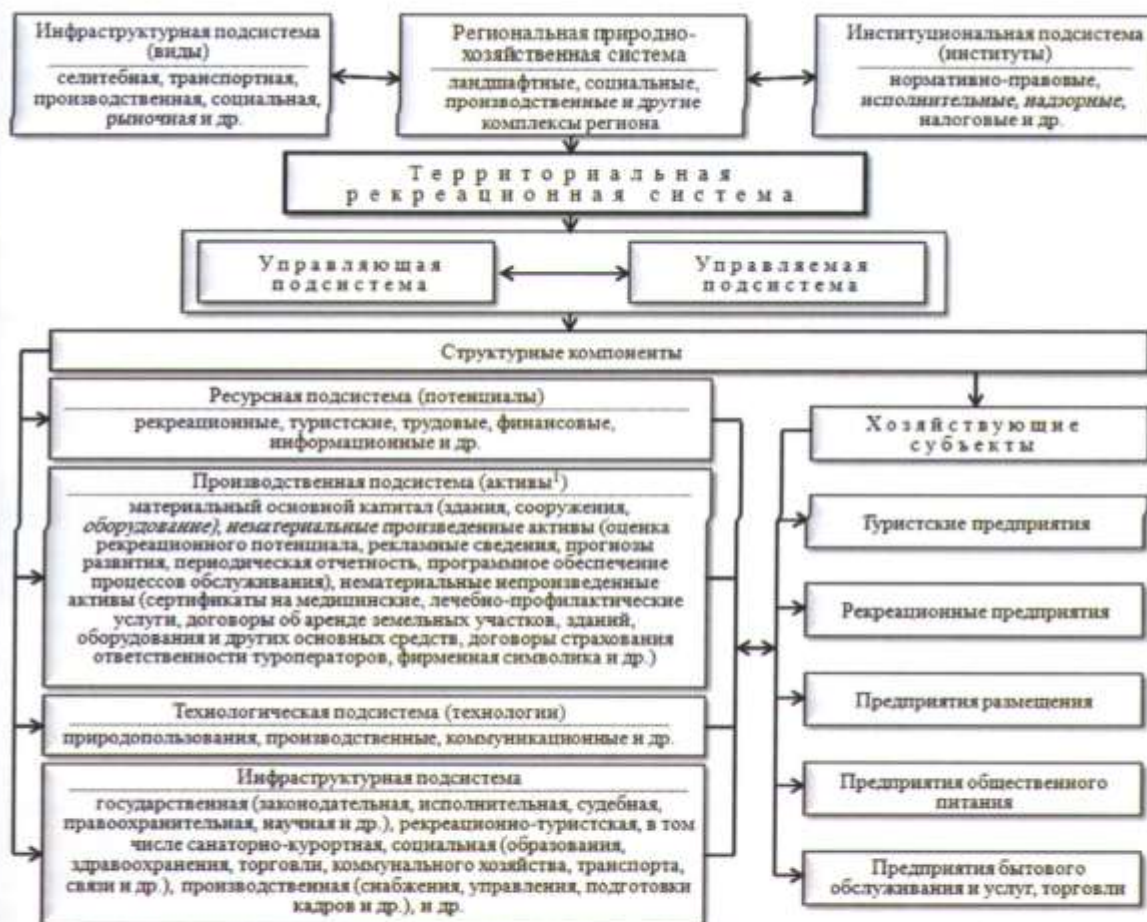 Инфраструктурная подсистема
(виды)
селитебная, транспортная,
производственная, социальная,
рыночная и др.
Региональная природно-
хозяйственная система
ландшафтные, социальные,
производственные и другие
комплексы региона
Институциональная подсистема
(институты)
нормативно-правовые,
исполнительные, надзорные,
налоговые и др.
Территориальная
рекреационная система
Управляющая
подсистема
Управляемая
подсистема
Структурные компоненты
Ресурсная подсистема (потенциалы)
рекреационные, туристские, трудовые, финансовые,
информационные и др.
Производственная подсистема (активы¹)
материальный основной капитал (здания, сооружения,
оборудование), нематериальные произведенные активы (оценка
рекреационного потенциала, рекламные сведения, прогнозы
развития, периодическая отчетность, программное обеспечение
процессов обслуживания), нематериальные непроизведенные
активы (сертификаты на медицинские, лечебно-профилактические
услуги, договоры об аренде земельных участков, зданий,
оборудования и других основных средств, договоры страхования
ответственности туроператоров, фирменная символика и др.)
Технологическая подсистема (технологии)
природопользования, производственные, коммуникационные и др.
Инфраструктурная подсистема
государственная (законодательная, исполнительная, судебная,
правоохранительная, научная и др.), рекреационно-туристская, в том
числе санаторно-курортная, социальная (образования,
здравоохранения, торговли, коммунального хозяйства, транспорта,
связи и др.), производственная (снабжения, управления, подготовки
кадров и др.), и др.
Хозяйствующие
субъекты
Туристские предприятия
Рекреационные предприятия
Предприятия размещения
Предприятия общественного
питания
Предприятия бытового
обслуживания и услуг, торговли